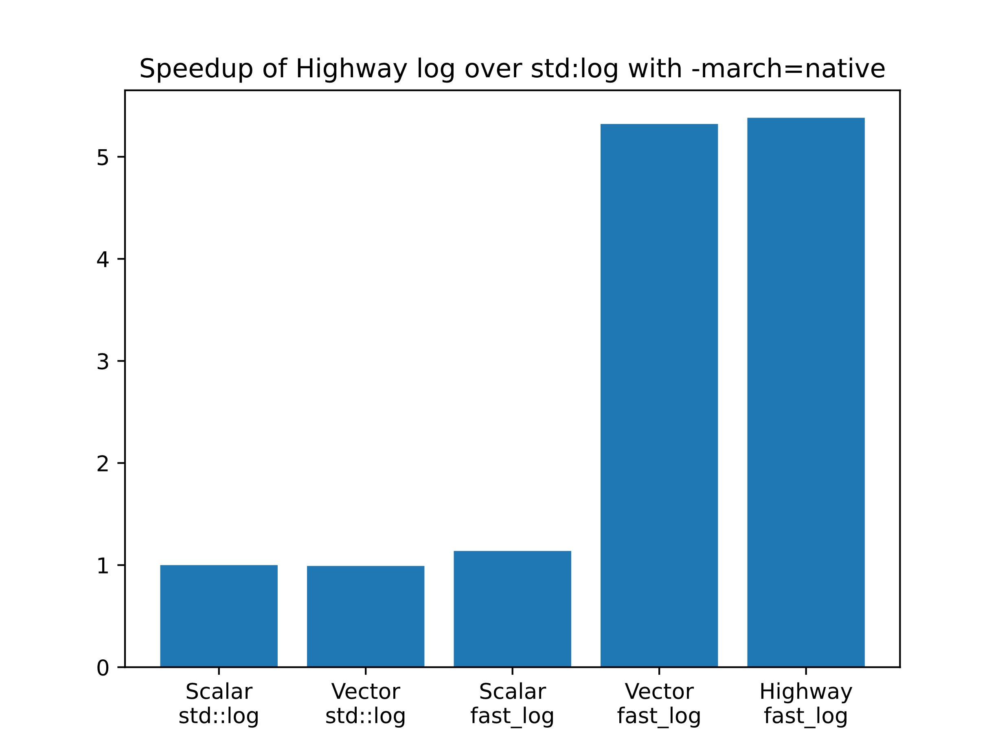 Speedup of Highway log over std:log with -march=native
5
4
3
2
1
0
Scalar
std::log
Vector
std::log
Scalar
fast_log
Vector
fast_log
Highway
fast_log